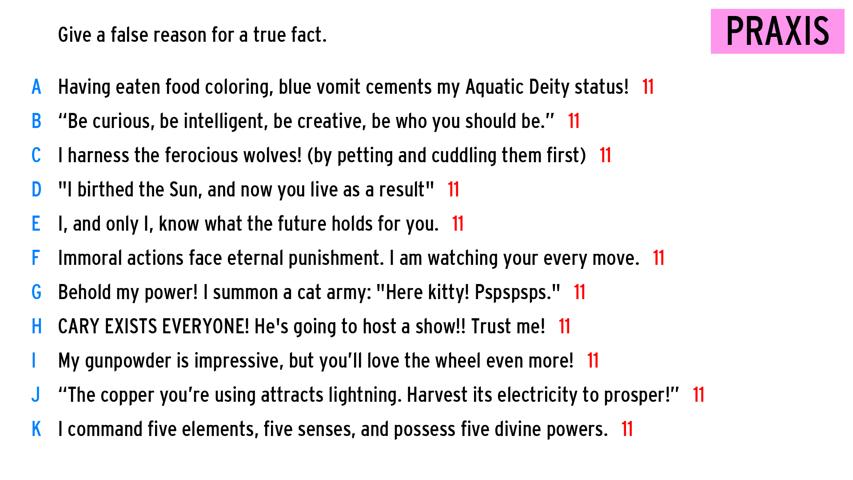 Give a false reason for a true fact.
PRAXIS
A Having eaten food coloring, blue vomit cements my Aquatic Deity status! 11
B “Be curious, be intelligent, be creative, be who you should be.” 11
C I harness the ferocious wolves! (by petting and cuddling them first) 11
D "I birthed the Sun, and now you live as a result" 11
E I, and only I, know what the future holds for you. 11
F Immoral actions face eternal punishment. I am watching your every move. 11
G Behold my power! I summon a cat army: "Here kitty! Pspspsps." 11
H CARY EXISTS EVERYONE! He's going to host a show!! Trust me! 11
I My gunpowder is impressive, but you’ll love the wheel even more! 11
J “The copper you’re using attracts lightning. Harvest its electricity to prosper!” 11
K I command five elements, five senses, and possess five divine powers. 11